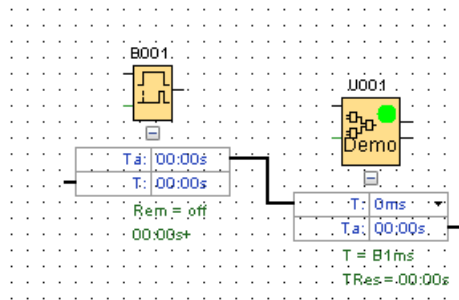 B001
U001
Demo
Ta: 00:00s
T: 00:00s
Rem = off
00:00s+
T: 0ms
Ta: 00:00s
T = 81ms
TRes = 00:00s